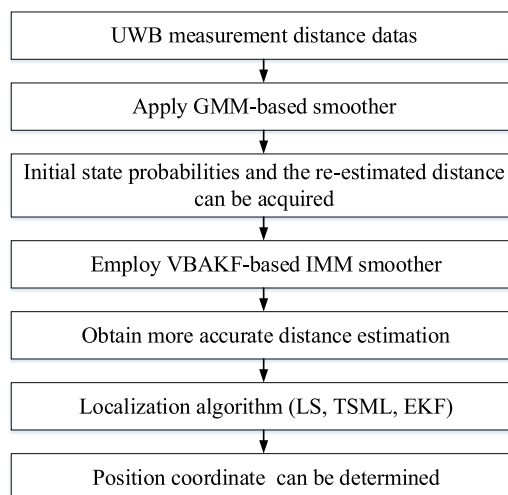 UWB measurement distance datas
Apply GMM-based smoother
Initial state probabilities and the re-estimated distance
can be acquired
Employ VBAKF-based IMM smoother
Obtain more accurate distance estimation
Localization algorithm (LS, TSML, EKF)
Position coordinate can be determined